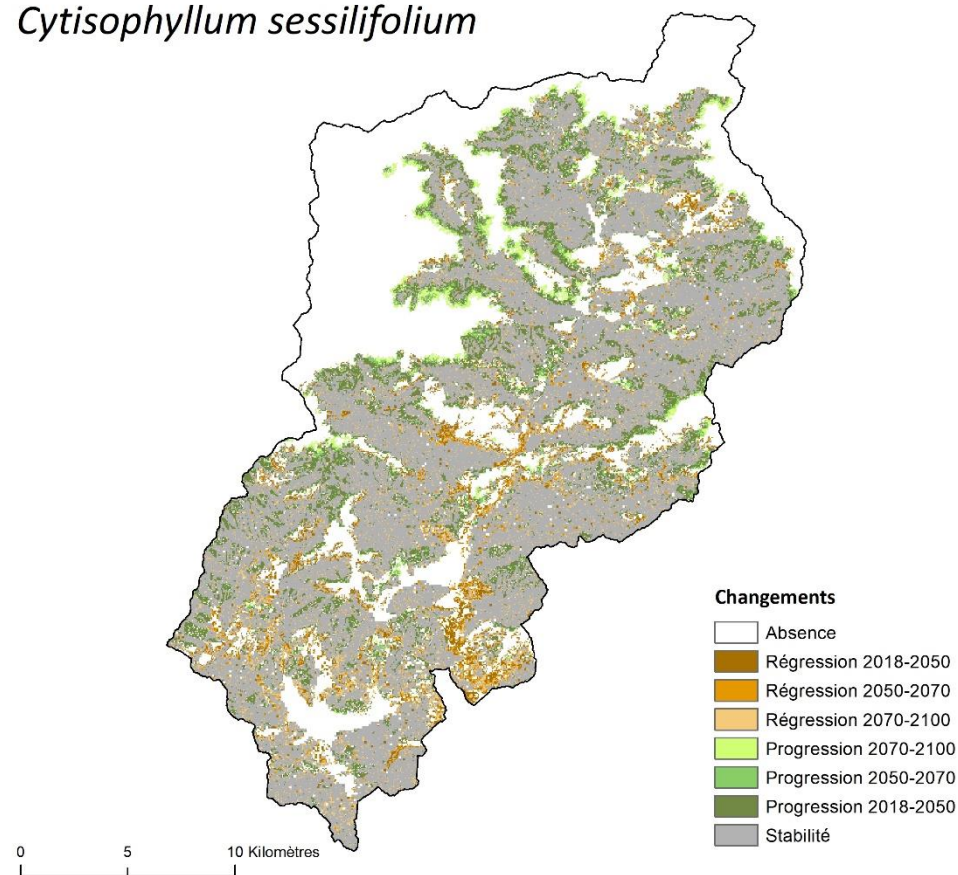 Cytisophyllum sessilifolium
Changements
Absence
Régression 2018-2050
Régression 2050-2070
Régression 2070-2100
Progression 2070-2100
Progression 2050-2070
Progression 2018-2050
Stabilité
0 5 10 Kilomètres